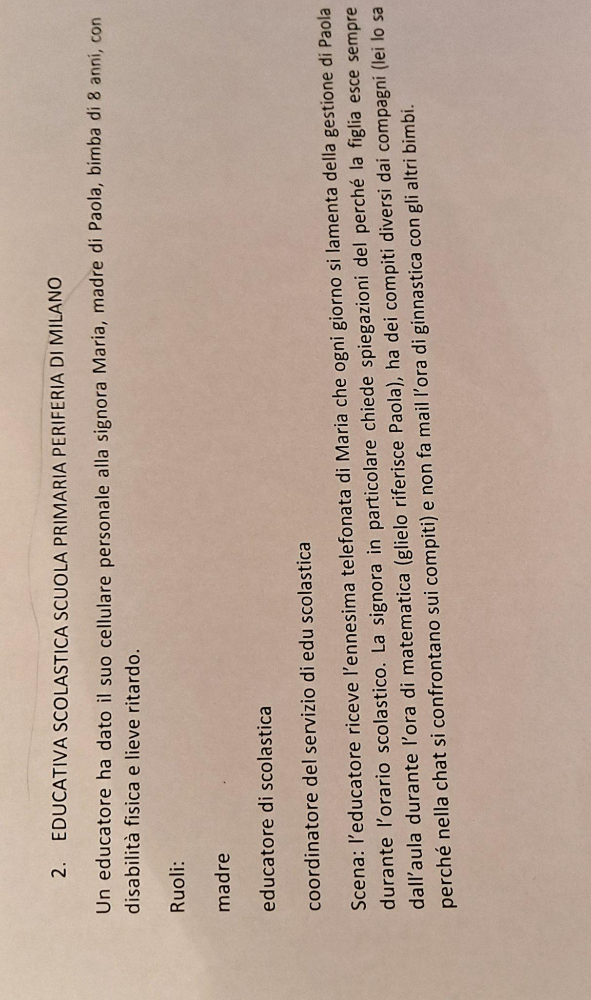 2. EDUCATIVA SCOLASTICA SCUOLA PRIMARIA PERIFERIA DI MILANO
Un educatore ha dato il suo cellulare personale alla signora Maria, madre di Paola, bimba di 8 anni, con
disabilità fisica e lieve ritardo.
Ruoli:
madre
educatore di scolastica
coordinatore del servizio di edu scolastica
Scena: l'educatore riceve l'ennesima telefonata di Maria che ogni giorno si lamenta della gestione di Paola
durante l'orario scolastico. La signora in particolare chiede spiegazioni del perché la figlia esce sempre
dall'aula durante l'ora di matematica (glielo riferisce Paola), ha dei compiti diversi dai compagni (lei lo sa
perché nella chat si confrontano sui compiti) e non fa mail l'ora di ginnastica con gli altri bimbi.